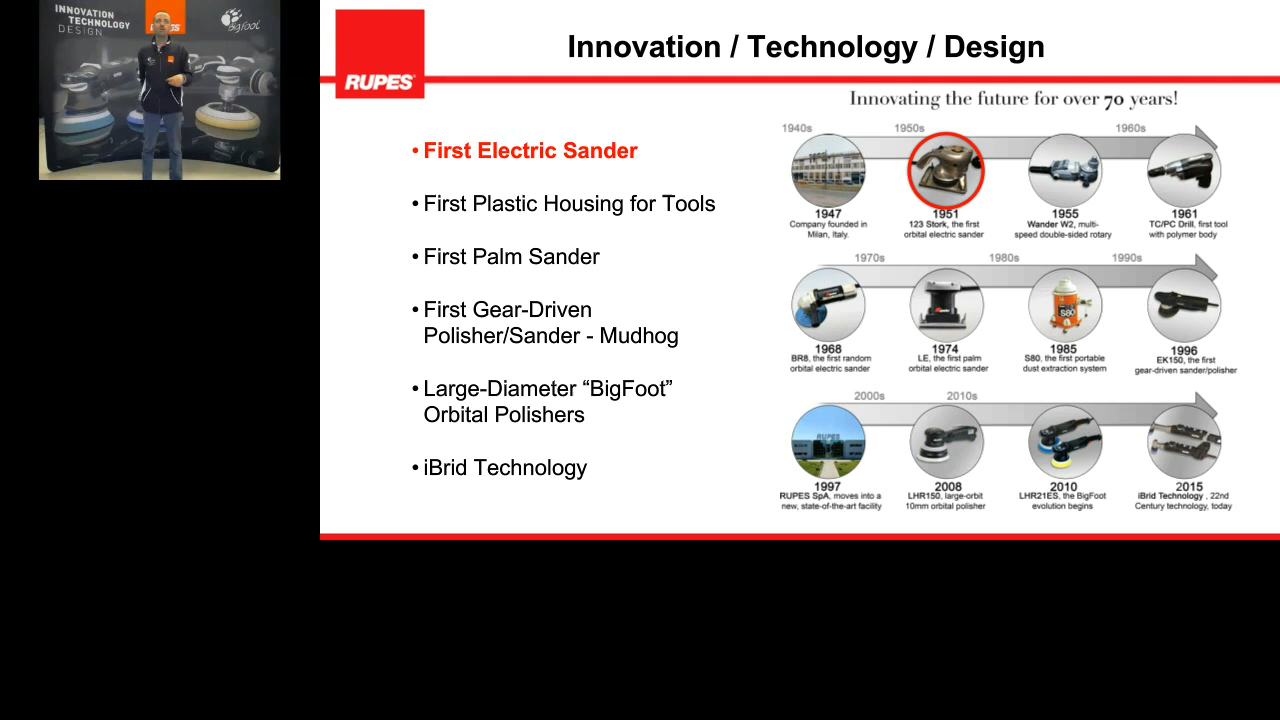 INNOVATION
TECHNOLOGY
DESIGN
BigFoot
RUPES
Innovation / Technology / Design
Innovating the future for over 70 years!
• First Electric Sander
• First Plastic Housing for Tools
• First Palm Sander
• First Gear-Driven
Polisher/Sander - Mudhog
• Large-Diameter “BigFoot”
Orbital Polishers
• iBrid Technology
1940s
1950s
1960s
1947
Company founded in
Milan, Italy.
1951
123 Stork, the first
orbital electric sander
1955
Wander W2, multi-
speed double-sided rotary
1961
TC/PC Drill, first tool
with polymer body
1970s
1980s
1990s
1968
BR8, the first random
orbital electric sander
1974
LE, the first palm
orbital electric sander
S80
1985
S80, the first portable
dust extraction system
1996
EK150, the first
gear-driven sander/polisher
2000s
2010s
RUPES
1997
RUPES SpA, moves into a
new, state-of-the-art facility
2008
LHR150, large-orbit
10mm orbital polisher
2010
LHR21ES, the BigFoot
evolution begins
2015
iBrid Technology , 22nd
Century technology, today